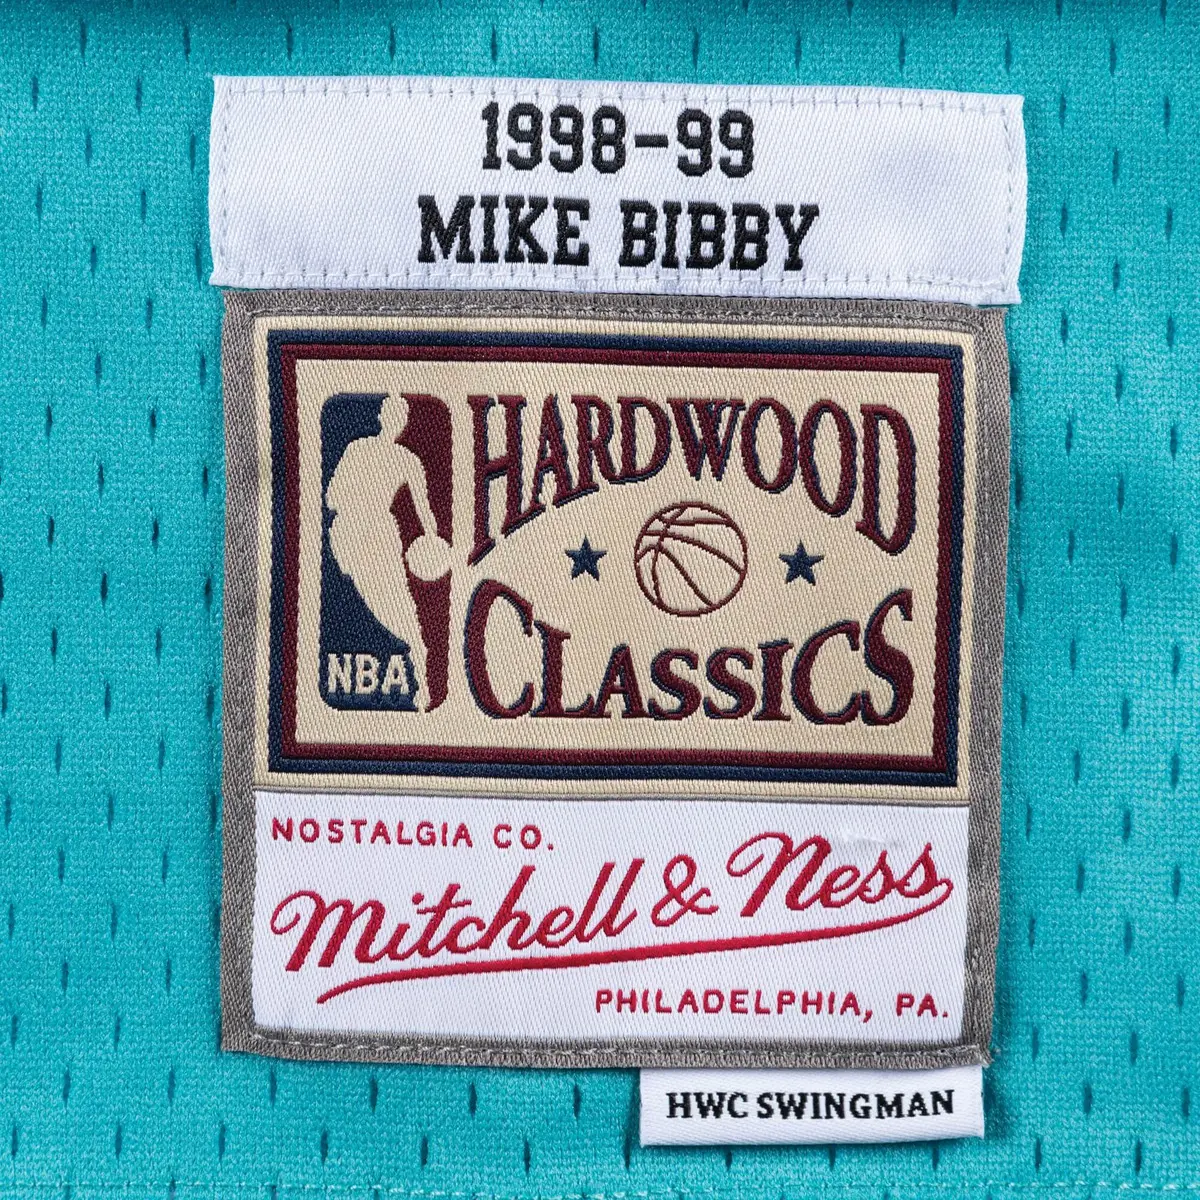 1998-99
MIKE BIBBY
HARDWOOD
CLASSICS
NBA
NOSTALGIA CO.
Mitchell & Ness
PHILADELPHIA, PA.
HWC SWINGMAN